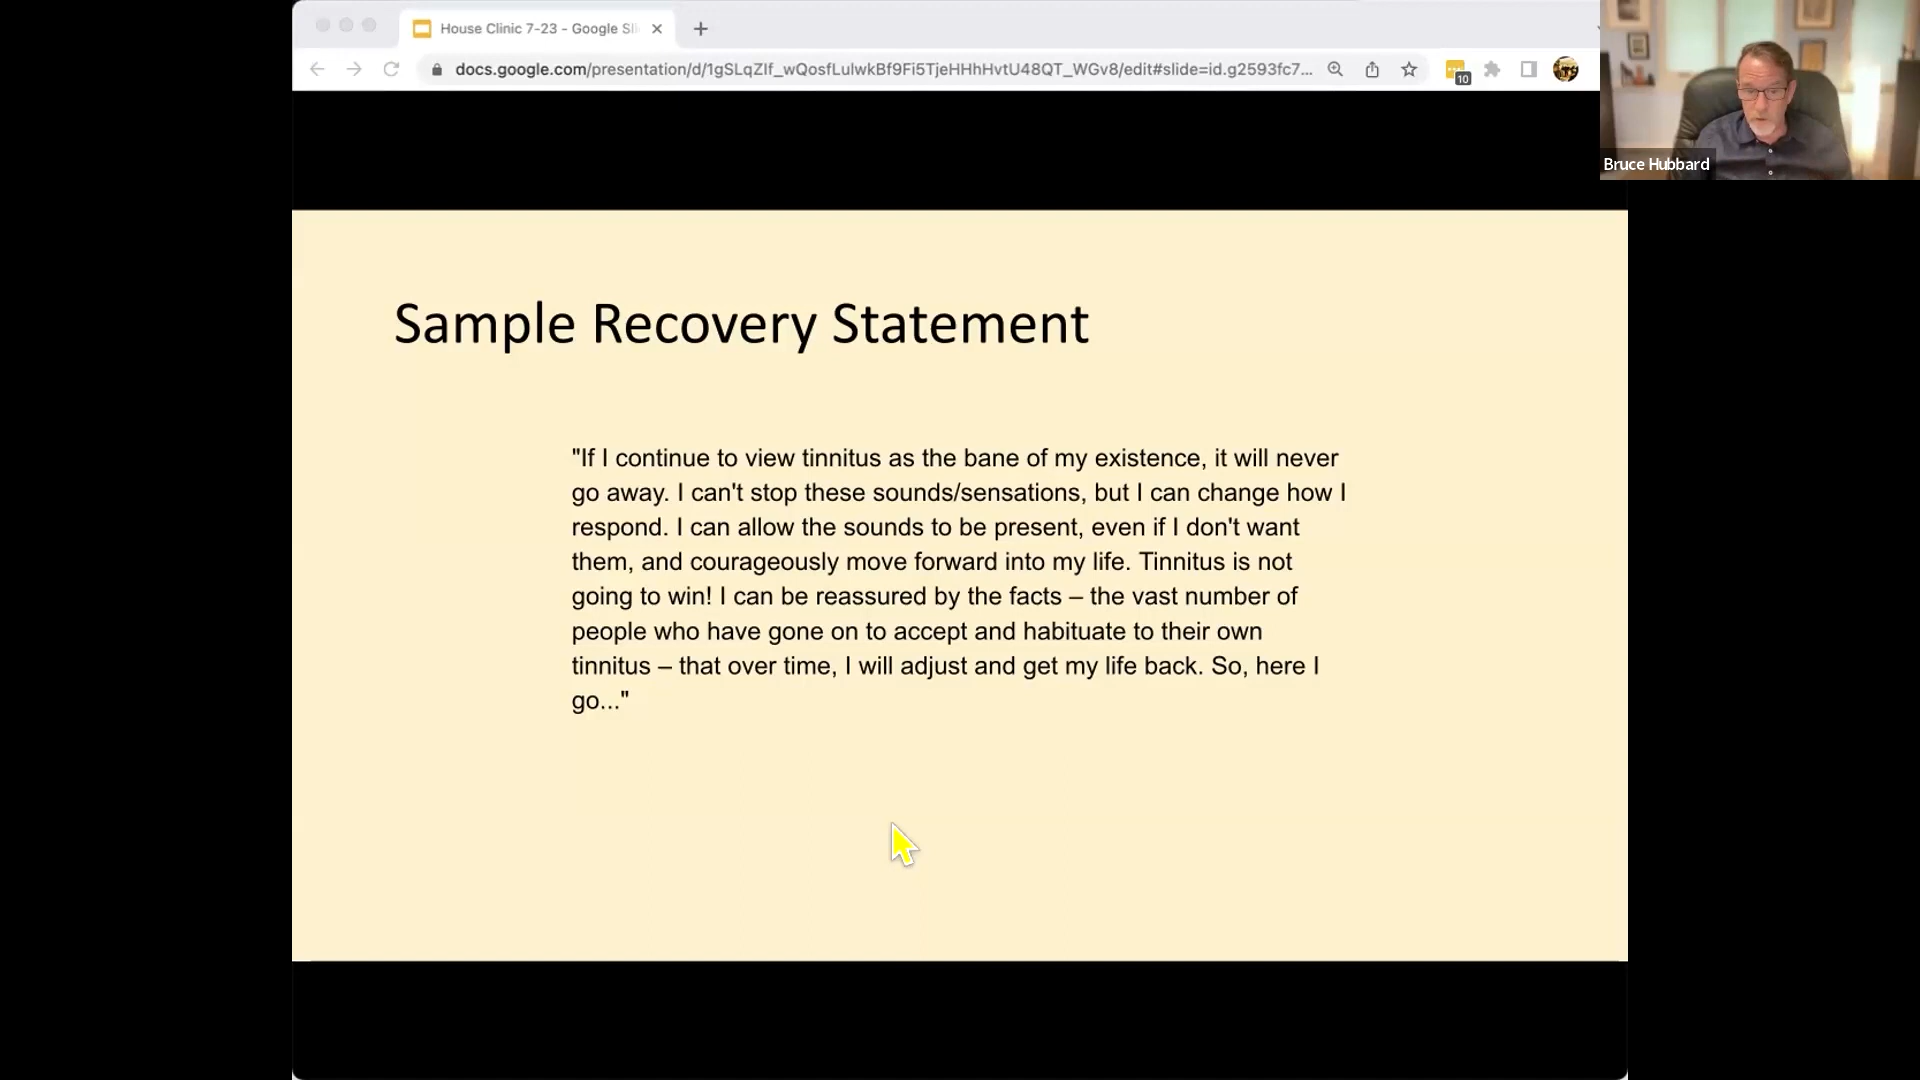 House Clinic 7-23 - Google Sli
docs.google.com/presentation/d/1gSLqZIf_wQosfLulwkBf9Fi5TjeHHhHvtU48QT_WGv8/edit#slide=id.g2593fc7...
10
Bruce Hubbard
Sample Recovery Statement
"If I continue to view tinnitus as the bane of my existence, it will never
go away. I can't stop these sounds/sensations, but I can change how I
respond. I can allow the sounds to be present, even if I don't want
them, and courageously move forward into my life. Tinnitus is not
going to win! I can be reassured by the facts – the vast number of
people who have gone on to accept and habituate to their own
tinnitus – that over time, I will adjust and get my life back. So, here I
go..."